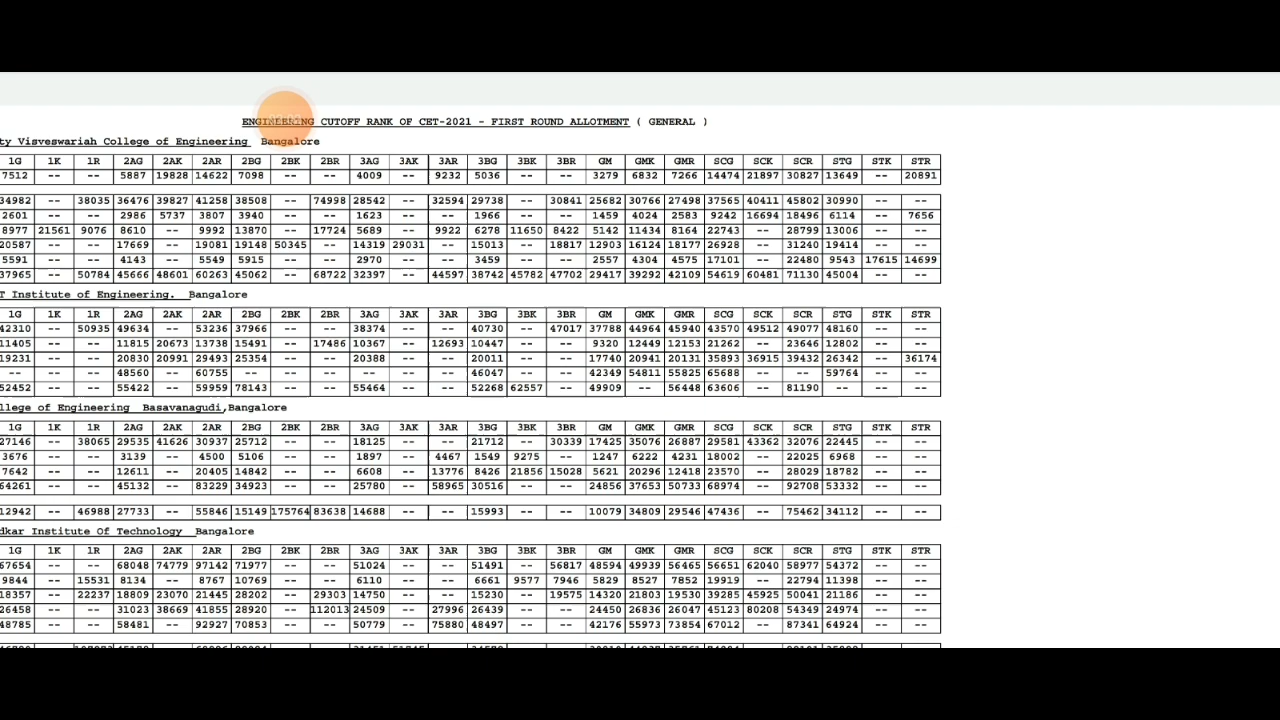 ENGINEERING CUTOFF RANK OF CET-2021 - FIRST ROUND ALLOTMENT ( GENERAL )
ty Visveswariah College of Engineering Bangalore
1G 1K 1R 2AG 2AK 2AR 2BG 2BK 2BR 3AG 3AK 3AR 3BG 3BK 3BR GM GMK GMR SCG SCK SCR STG STK STR
7512 -- -- 5887 19828 14622 7098 -- -- 4009 -- 9232 5036 -- -- 3279 6832 7266 14474 21897 30827 13649 -- 20891
34982 -- 38035 36476 39827 41258 38508 -- 74998 28542 -- 32594 29738 -- 30841 25682 30766 27498 37565 40411 45802 30990 -- --
2601 -- -- 2986 5737 3807 3940 -- -- 1623 -- -- 1966 -- -- 1459 4024 2583 9242 16694 18496 6114 -- 7656
8977 21561 9076 8610 -- 9992 13870 -- 17724 5689 -- 9922 6278 11650 8422 5142 11434 8164 22743 -- 28799 13006 -- --
20587 -- -- 17669 -- 19081 19148 50345 -- 14319 29031 -- 15013 -- 18817 12903 16124 18177 26928 -- 31240 19414 -- --
5591 -- -- 4143 -- 5549 5915 -- -- 2970 -- -- 3459 -- -- 2557 4304 4575 17101 -- 22480 9543 17615 14699
37965 -- 50784 45666 48601 60263 45062 -- 68722 32397 -- 44597 38742 45782 47702 29417 39292 42109 54619 60481 71130 45004 -- --
T Institute of Engineering. Bangalore
1G 1K 1R 2AG 2AK 2AR 2BG 2BK 2BR 3AG 3AK 3AR 3BG 3BK 3BR GM GMK GMR SCG SCK SCR STG STK STR
42310 -- 50935 49634 -- 53236 37966 -- -- 38374 -- -- 40730 -- 47017 37788 44964 45940 43570 49512 49077 48160 -- --
11405 -- -- 11815 20673 13738 15491 -- 17486 10367 -- 12693 10447 -- -- 9320 12449 12153 21262 -- 23646 12802 -- --
19231 -- -- 20830 20991 29493 25354 -- -- 20388 -- -- 20011 -- -- 17740 20941 20131 35893 36915 39432 26342 -- 36174
-- -- -- 48560 -- 60755 -- -- -- -- -- -- 46047 -- -- 42349 54811 55825 65688 -- -- 59764 -- --
52452 -- -- 55422 -- 59959 78143 -- -- 55464 -- -- 52268 62557 -- 49909 -- 56448 63606 -- 81190 -- -- --
llege of Engineering Basavanagudi,Bangalore
1G 1K 1R 2AG 2AK 2AR 2BG 2BK 2BR 3AG 3AK 3AR 3BG 3BK 3BR GM GMK GMR SCG SCK SCR STG STK STR
27146 -- 38065 29535 41626 30937 25712 -- -- 18125 -- -- 21712 -- 30339 17425 35076 26887 29581 43362 32076 22445 -- --
3676 -- -- 3139 -- 4500 5106 -- -- 1897 -- 4467 1549 9275 -- 1247 6222 4231 18002 -- 22025 6968 -- --
7642 -- -- 12611 -- 20405 14842 -- -- 6608 -- 13776 8426 21856 15028 5621 20296 12418 23570 -- 28029 18782 -- --
64261 -- -- 45132 -- 83229 34923 -- -- 25780 -- 58965 30516 -- -- 24856 37653 50733 68974 -- 92708 53332 -- --
12942 -- 46988 27733 -- 55846 15149 175764 83638 14688 -- -- 15993 -- -- 10079 34809 29546 47436 -- 75462 34112 -- --
dkar Institute Of Technology Bangalore
1G 1K 1R 2AG 2AK 2AR 2BG 2BK 2BR 3AG 3AK 3AR 3BG 3BK 3BR GM GMK GMR SCG SCK SCR STG STK STR
67654 -- -- 68048 74779 97142 71977 -- -- 51024 -- -- 51491 -- 56817 48594 49939 56465 56651 62040 58977 54372 -- --
9844 -- 15531 8134 -- 8767 10769 -- -- 6110 -- -- 6661 9577 7946 5829 8527 7852 19919 -- 22794 11398 -- --
18357 -- 22237 18809 23070 21445 28202 -- 29303 14750 -- -- 15230 -- 19575 14320 21803 19530 39285 45925 50041 21186 -- --
26458 -- -- 31023 38669 41855 28920 -- 112013 24509 -- 27996 26439 -- -- 24450 26836 26047 45123 80208 54349 24974 -- --
48785 -- -- 58481 -- 92927 70853 -- -- 50779 -- 75880 48497 -- -- 42176 55973 73854 67012 -- 87341 64924 -- --